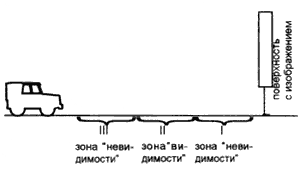 поверхность
с изображением
зона "неви-
димости"
зона"ви-
димости"
зона "неви-
димости"